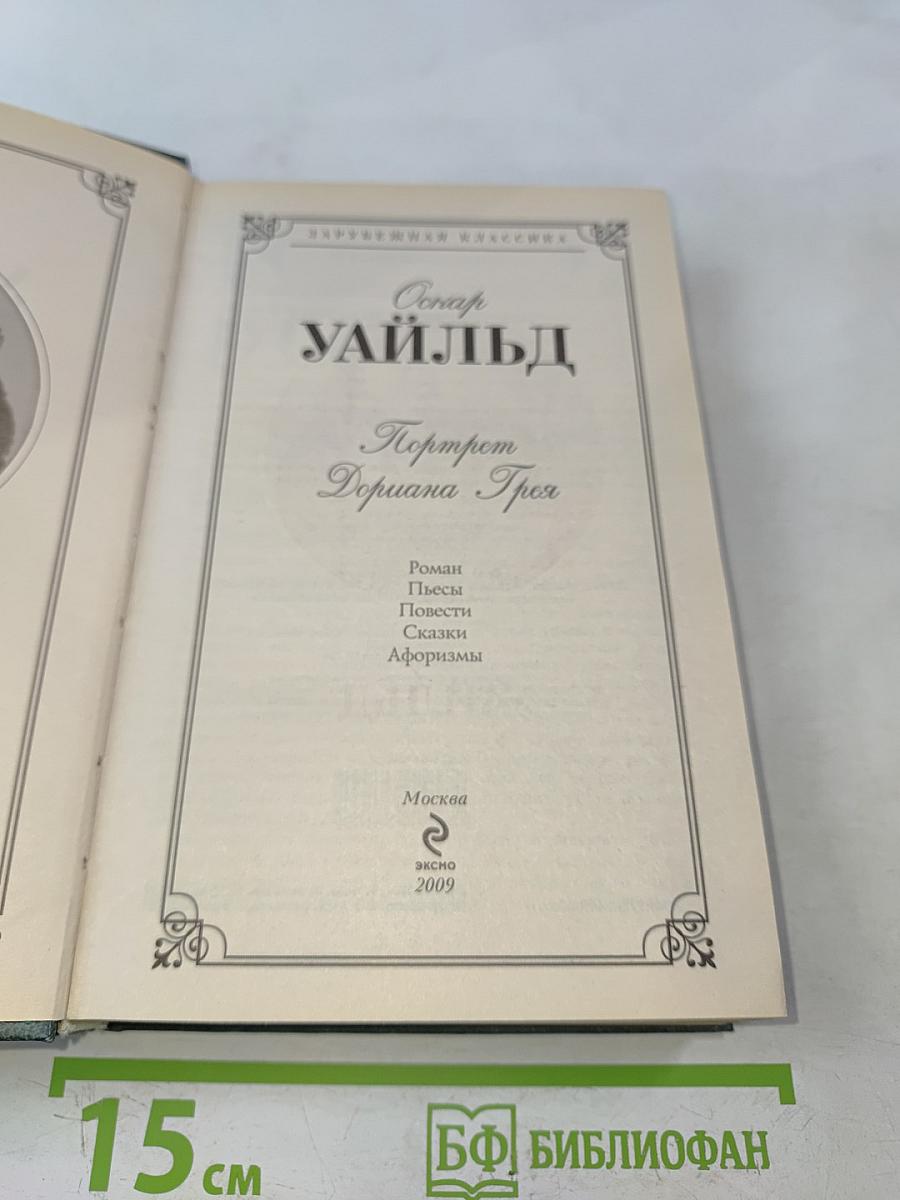 ЗАРУБЕЖНАЯ КЛАССИКА
Оскар
УАЙЛЬД
Портрет
Дориана Грея
Роман
Пьесы
Повести
Сказки
Афоризмы
Москва
ЭКСМО
2009
15 см
БФ БИБЛИОФАН